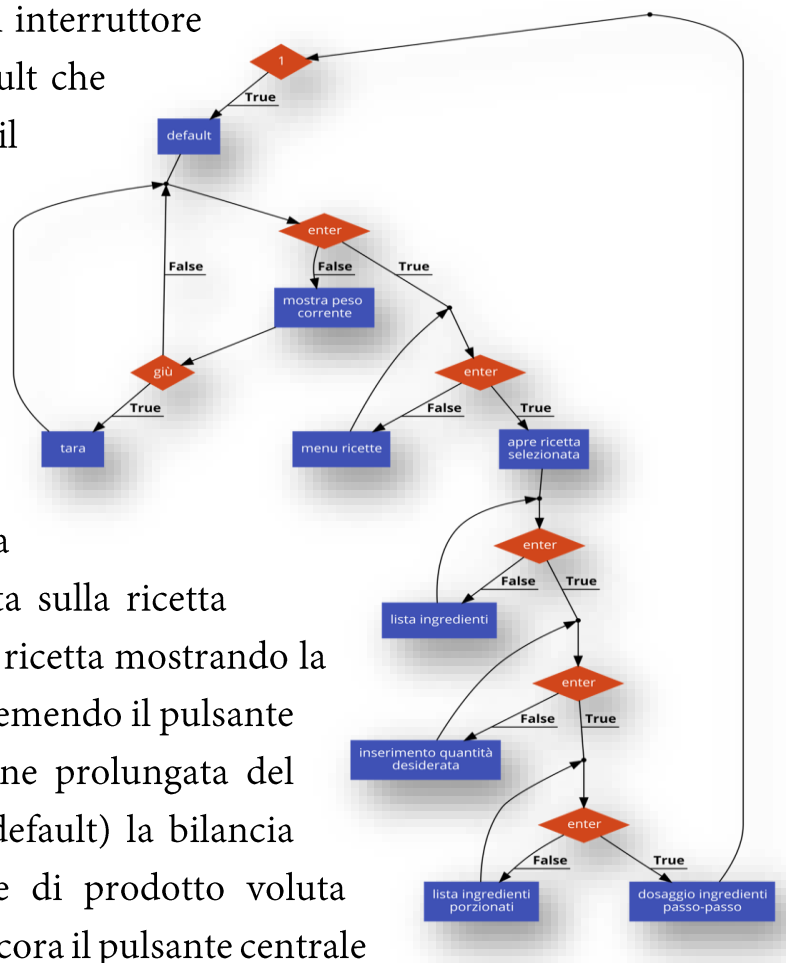 interruttore
ult che
il
a
ta sulla ricetta
ricetta mostrando la
emendo il pulsante
ne prolungata del
default) la bilancia
e di prodotto voluta
cora il pulsante centrale
1
True
default
enter
False
False
True
mostra peso
corrente
giù
enter
True
False
True
tara
menu ricette
apre ricetta
selezionata
enter
False
True
lista ingredienti
enter
False
True
inserimento quantità
desiderata
enter
False
True
lista ingredienti
porzionati
dosaggio ingredienti
passo-passo